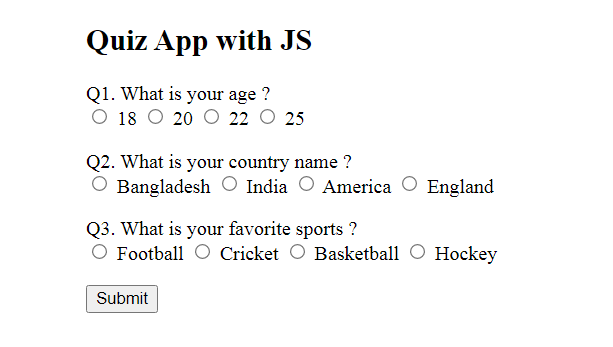 Quiz App with JS
Q1. What is your age ?
18 20 22 25
Q2. What is your country name ?
Bangladesh India America England
Q3. What is your favorite sports ?
Football Cricket Basketball Hockey
Submit